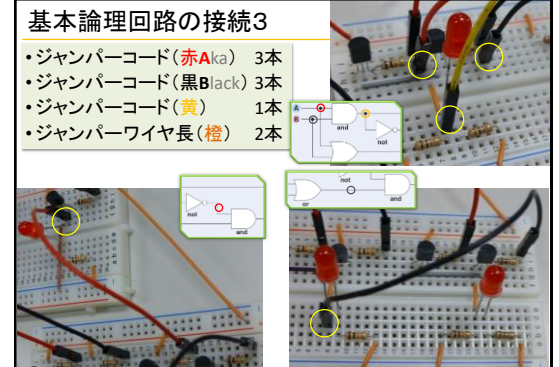 基本論理回路の接続３
•ジャンパーコード(赤Aka) 3本
•ジャンパーコード(黒Black) 3本
•ジャンパーコード(黄) 1本
•ジャンパーワイヤ長(橙) 2本
A
B
and
not
not
and
not
or
and